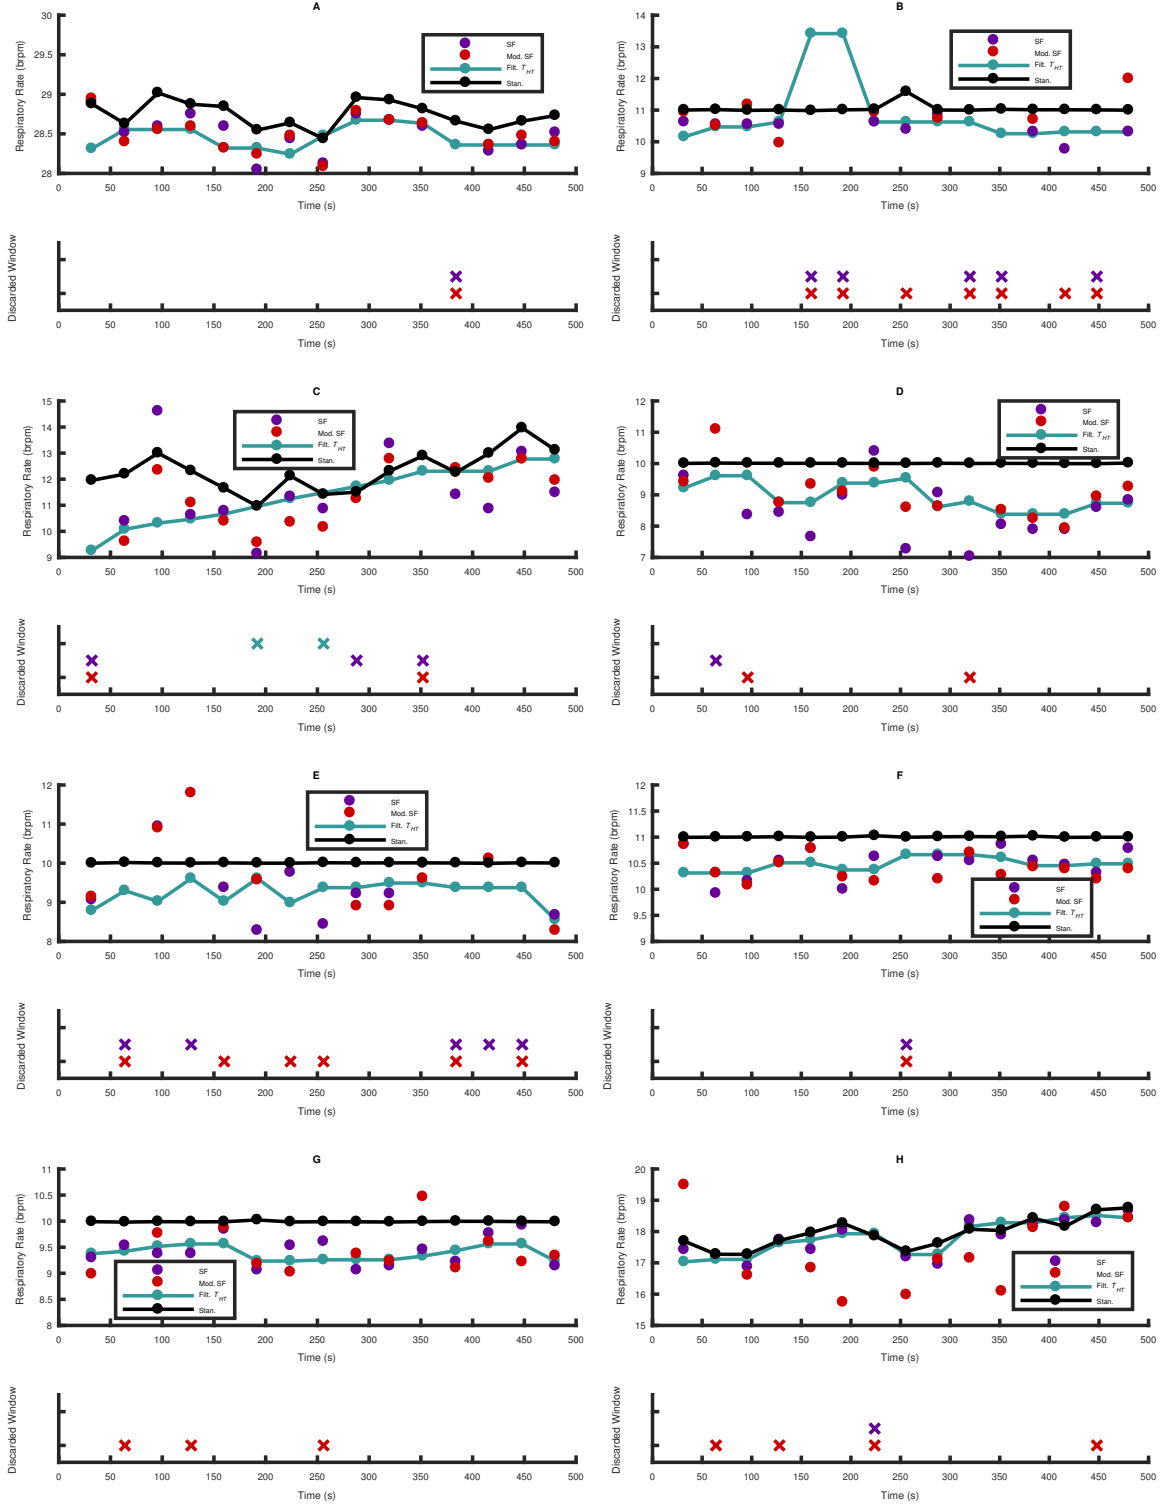 A
Respiratory Rate (brpm)
30
29.5
29
28.5
28
SF
Mod. SF
Filt. T_HT
Stan.
0 50 100 150 200 250 300 350 400 450 500
Time (s)
Discarded Window
0 50 100 150 200 250 300 350 400 450 500
Time (s)
B
Respiratory Rate (brpm)
14
13
12
11
10
9
SF
Mod. SF
Filt. T_HT
Stan.
0 50 100 150 200 250 300 350 400 450 500
Time (s)
Discarded Window
0 50 100 150 200 250 300 350 400 450 500
Time (s)
C
Respiratory Rate (brpm)
15
14
13
12
11
10
9
SF
Mod. SF
Filt. T_HT
Stan.
0 50 100 150 200 250 300 350 400 450 500
Time (s)
Discarded Window
0 50 100 150 200 250 300 350 400 450 500
Time (s)
D
Respiratory Rate (brpm)
12
11
10
9
8
7
SF
Mod. SF
Filt. T_HT
Stan.
0 50 100 150 200 250 300 350 400 450 500
Time (s)
Discarded Window
0 50 100 150 200 250 300 350 400 450 500
Time (s)
E
Respiratory Rate (brpm)
12
11
10
9
8
SF
Mod. SF
Filt. T_HT
Stan.
0 50 100 150 200 250 300 350 400 450 500
Time (s)
Discarded Window
0 50 100 150 200 250 300 350 400 450 500
Time (s)
F
Respiratory Rate (brpm)
12
11.5
11
10.5
10
9.5
9
SF
Mod. SF
Filt. T_HT
Stan.
0 50 100 150 200 250 300 350 400 450 500
Time (s)
Discarded Window
0 50 100 150 200 250 300 350 400 450 500
Time (s)
G
Respiratory Rate (brpm)
11
10.5
10
9.5
9
8.5
8
SF
Mod. SF
Filt. T_HT
Stan.
0 50 100 150 200 250 300 350 400 450 500
Time (s)
Discarded Window
0 50 100 150 200 250 300 350 400 450 500
Time (s)
H
Respiratory Rate (brpm)
20
19
18
17
16
15
SF
Mod. SF
Filt. T_HT
Stan.
0 50 100 150 200 250 300 350 400 450 500
Time (s)
Discarded Window
0 50 100 150 200 250 300 350 400 450 500
Time (s)